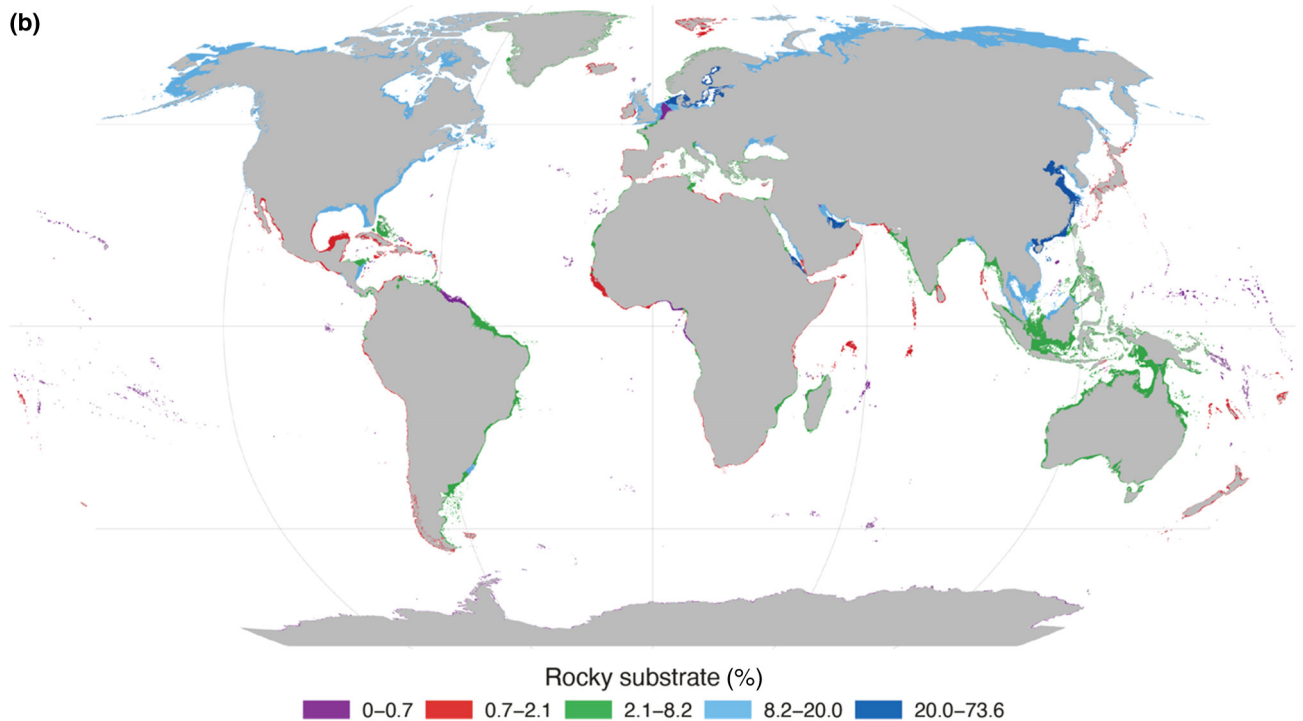 (b)
Rocky substrate (%)
0–0.7 0.7–2.1 2.1–8.2 8.2–20.0 20.0–73.6